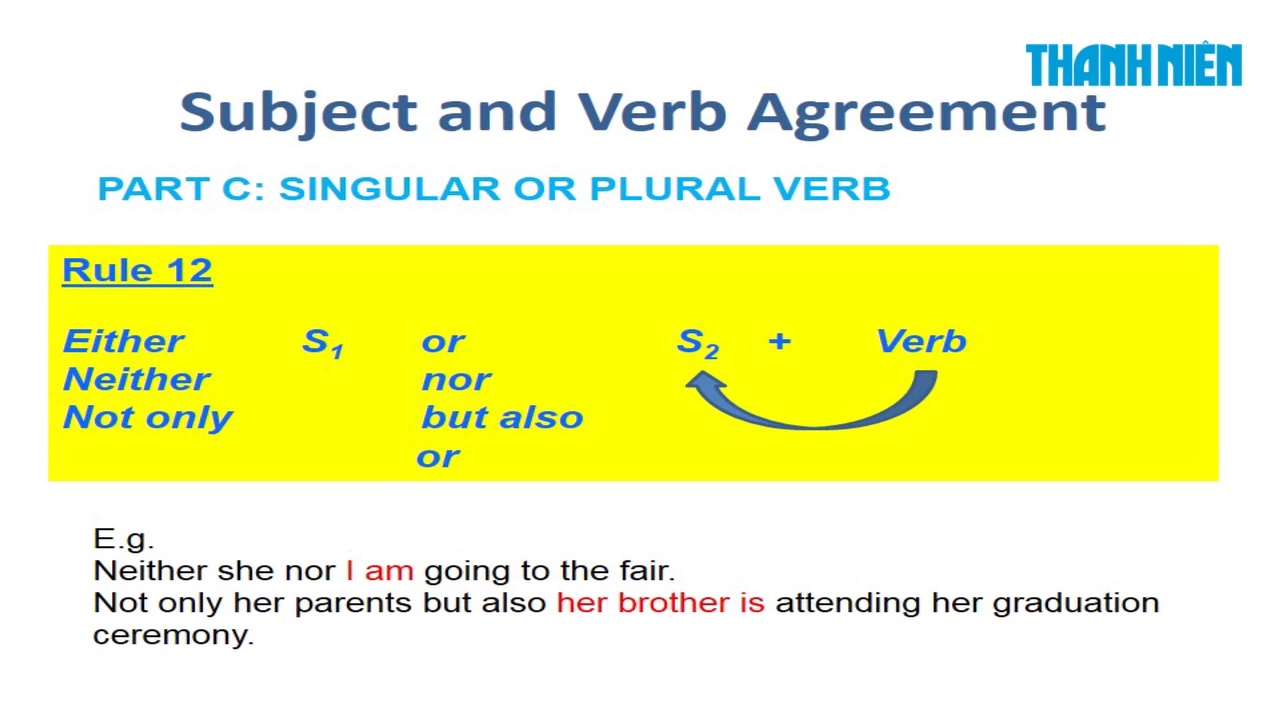 THANH NIÊN
Subject and Verb Agreement
PART C: SINGULAR OR PLURAL VERB
Rule 12
Either S1 or S2 + Verb
Neither nor
Not only but also
or
E.g.
Neither she nor I am going to the fair.
Not only her parents but also her brother is attending her graduation
ceremony.